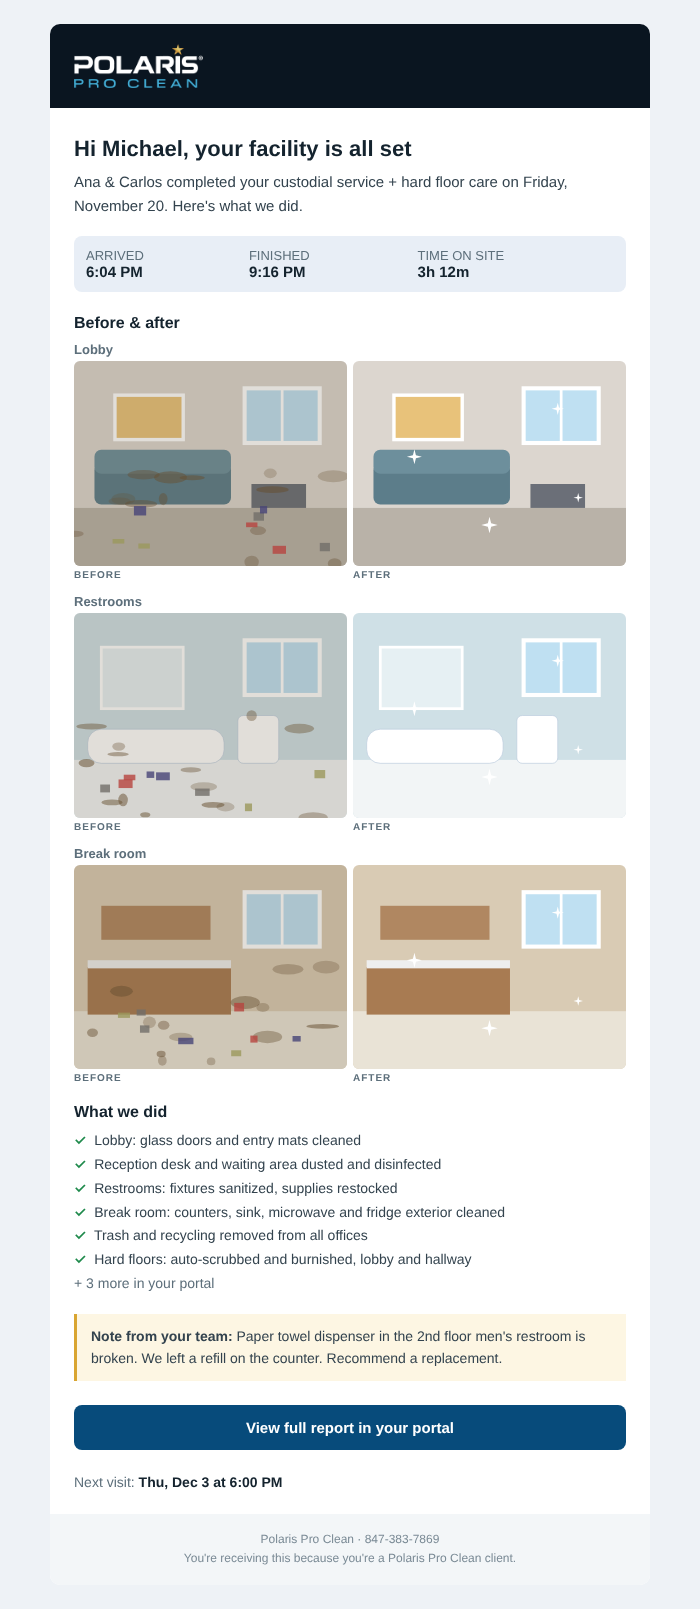 POLARIS®
PRO CLEAN
Hi Michael, your facility is all set
Ana & Carlos completed your custodial service + hard floor care on Friday,
November 20. Here's what we did.
ARRIVED FINISHED TIME ON SITE
6:04 PM 9:16 PM 3h 12m
Before & after
Lobby
BEFORE AFTER
Restrooms
BEFORE AFTER
Break room
BEFORE AFTER
What we did
Lobby: glass doors and entry mats cleaned
Reception desk and waiting area dusted and disinfected
Restrooms: fixtures sanitized, supplies restocked
Break room: counters, sink, microwave and fridge exterior cleaned
Trash and recycling removed from all offices
Hard floors: auto-scrubbed and burnished, lobby and hallway
+ 3 more in your portal
Note from your team: Paper towel dispenser in the 2nd floor men's restroom is
broken. We left a refill on the counter. Recommend a replacement.
View full report in your portal
Next visit: Thu, Dec 3 at 6:00 PM
Polaris Pro Clean · 847-383-7869
You're receiving this because you're a Polaris Pro Clean client.